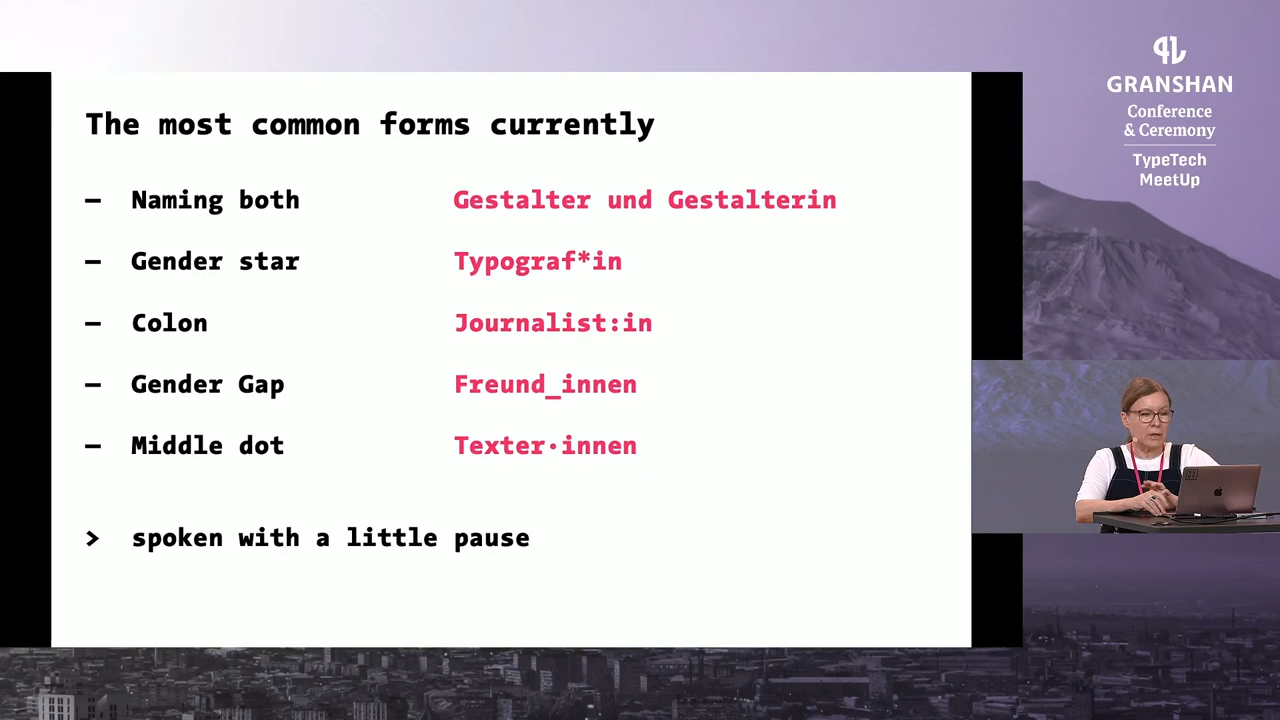 The most common forms currently
– Naming both Gestalter und Gestalterin
– Gender star Typograf*in
– Colon Journalist:in
– Gender Gap Freund_innen
– Middle dot Texter·innen
> spoken with a little pause
GRANSHAN
Conference
& Ceremony
TypeTech
MeetUp